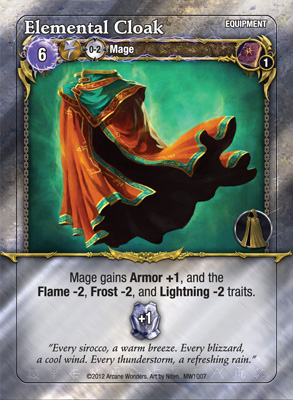 Elemental Cloak
EQUIPMENT
6
0-2 Mage
1
Mage gains Armor +1, and the
Flame -2, Frost -2, and Lightning -2 traits.
+1
"Every sirocco, a warm breeze. Every blizzard,
a cool wind. Every thunderstorm, a refreshing rain."
©2012 Arcane Wonders. Art by Niten. MW1007